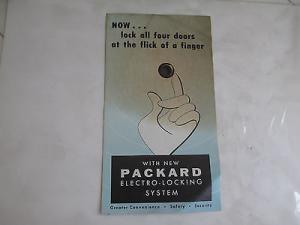 NOW...
lock all four doors
at the flick of a finger
WITH NEW
PACKARD
ELECTRO-LOCKING
SYSTEM
Greater Convenience • Safety • Security